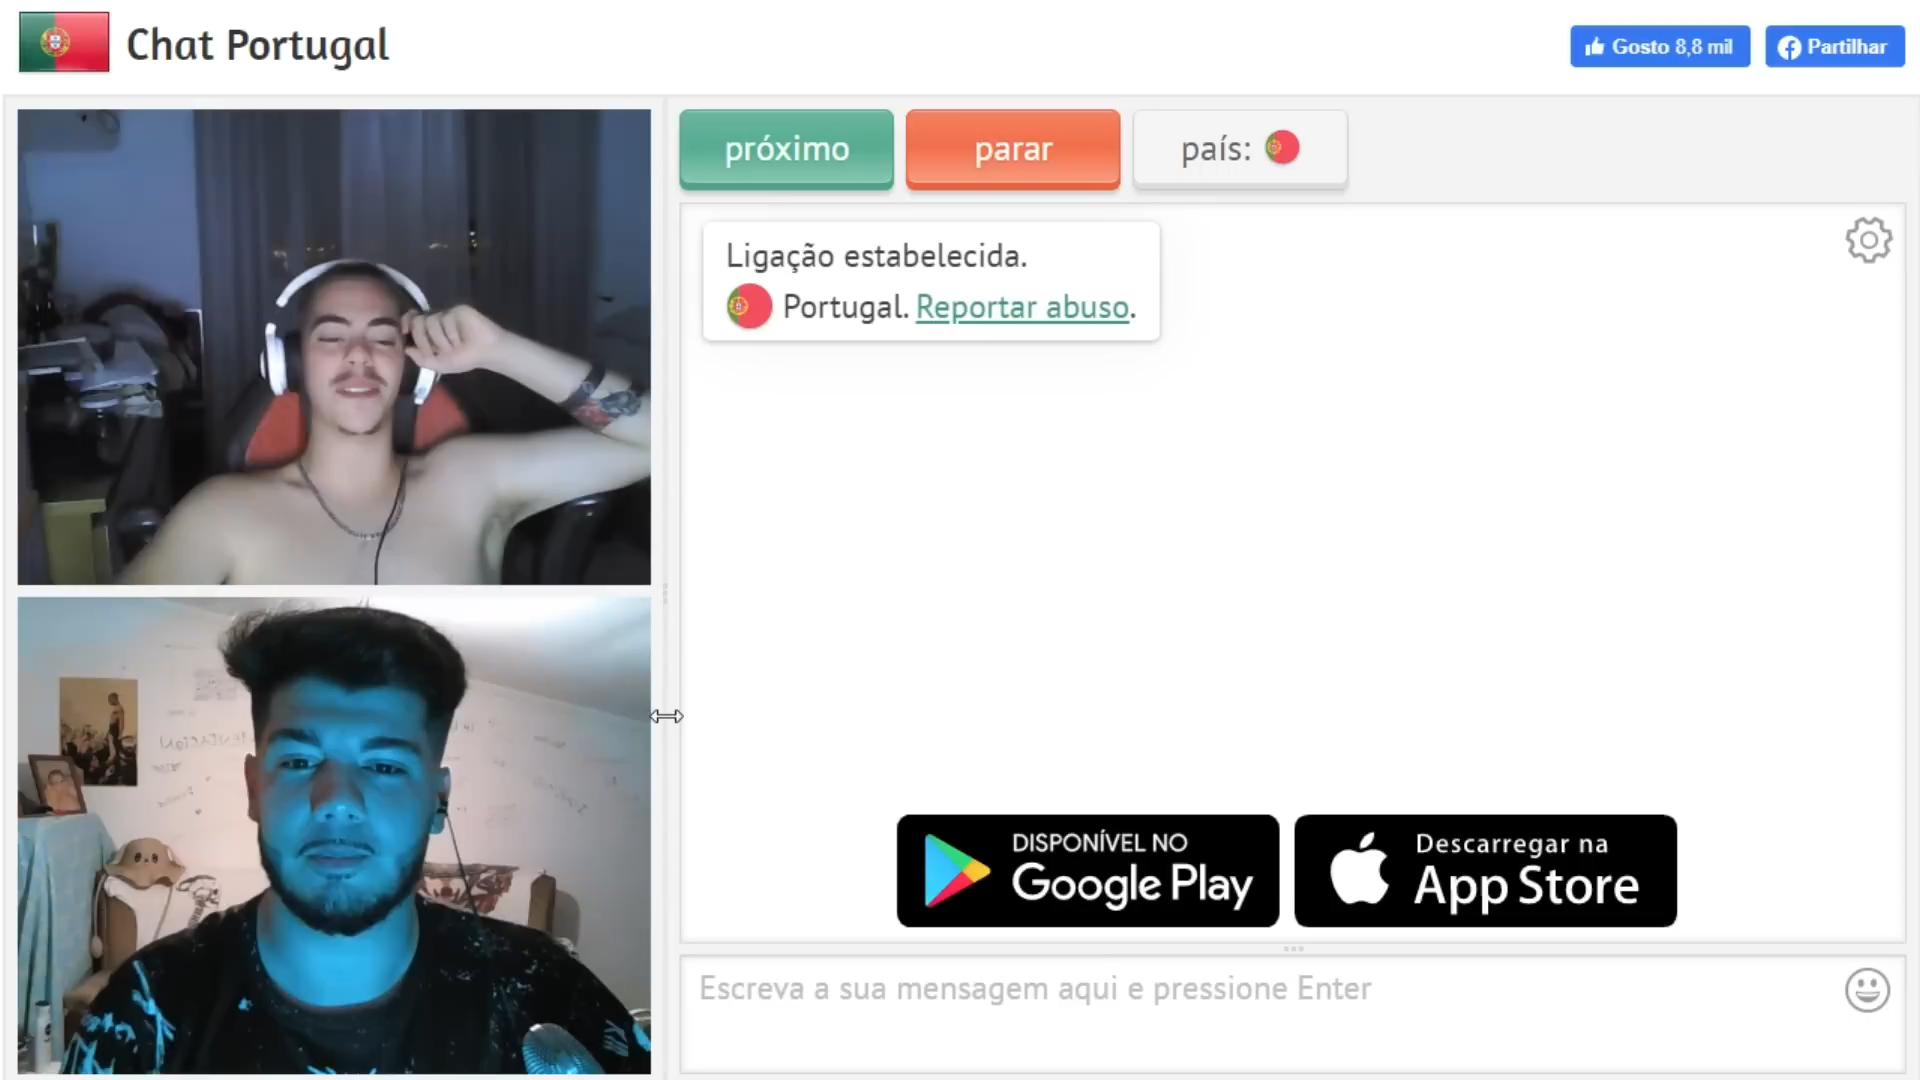 Chat Portugal
Gosto 8,8 mil
Partilhar
próximo
parar
país:
Ligação estabelecida.
Portugal. Reportar abuso.
DISPONÍVEL NO
Google Play
Descarregar na
App Store
Escreva a sua mensagem aqui e pressione Enter